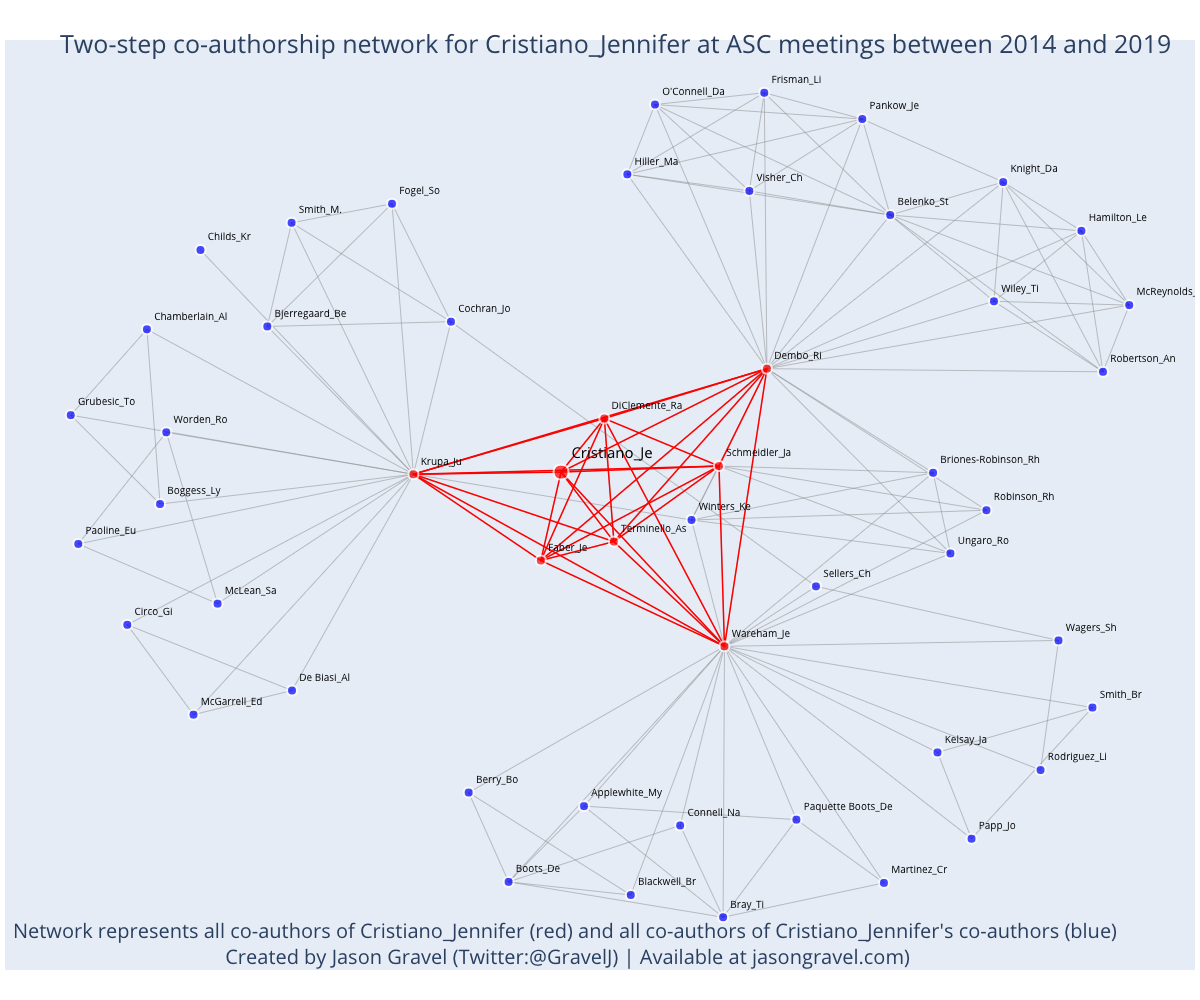 Two-step co-authorship network for Cristiano_Jennifer at ASC meetings between 2014 and 2019
Frisman_Li
O'Connell_Da
Pankow_Je
Hiller_Ma
Visher_Ch
Knight_Da
Belenko_St
Hamilton_Le
Fogel_So
Smith_M.
Childs_Kr
Wiley_Ti
McReynolds_
Cochran_Jo
Bjerregaard_Be
Chamberlain_Al
Dembo_Ri
Robertson_An
Grubesic_To
DiClemente_Ra
Worden_Ro
Cristiano_Je
Schmeidler_Ja
Krupa_Ju
Briones-Robinson_Rh
Boggess_Ly
Robinson_Rh
Winters_Ke
Paoline_Eu
Terminello_As
Faber_Je
Ungaro_Ro
Sellers_Ch
McLean_Sa
Circo_Gi
Wareham_Je
Wagers_Sh
De Biasi_Al
McGarrell_Ed
Smith_Br
Kelsay_Ja
Rodriguez_Li
Berry_Bo
Applewhite_My
Connell_Na
Paquette Boots_De
Papp_Jo
Boots_De
Blackwell_Br
Martinez_Cr
Bray_Ti
Network represents all co-authors of Cristiano_Jennifer (red) and all co-authors of Cristiano_Jennifer's co-authors (blue)
Created by Jason Gravel (Twitter:@GravelJ) | Available at jasongravel.com)